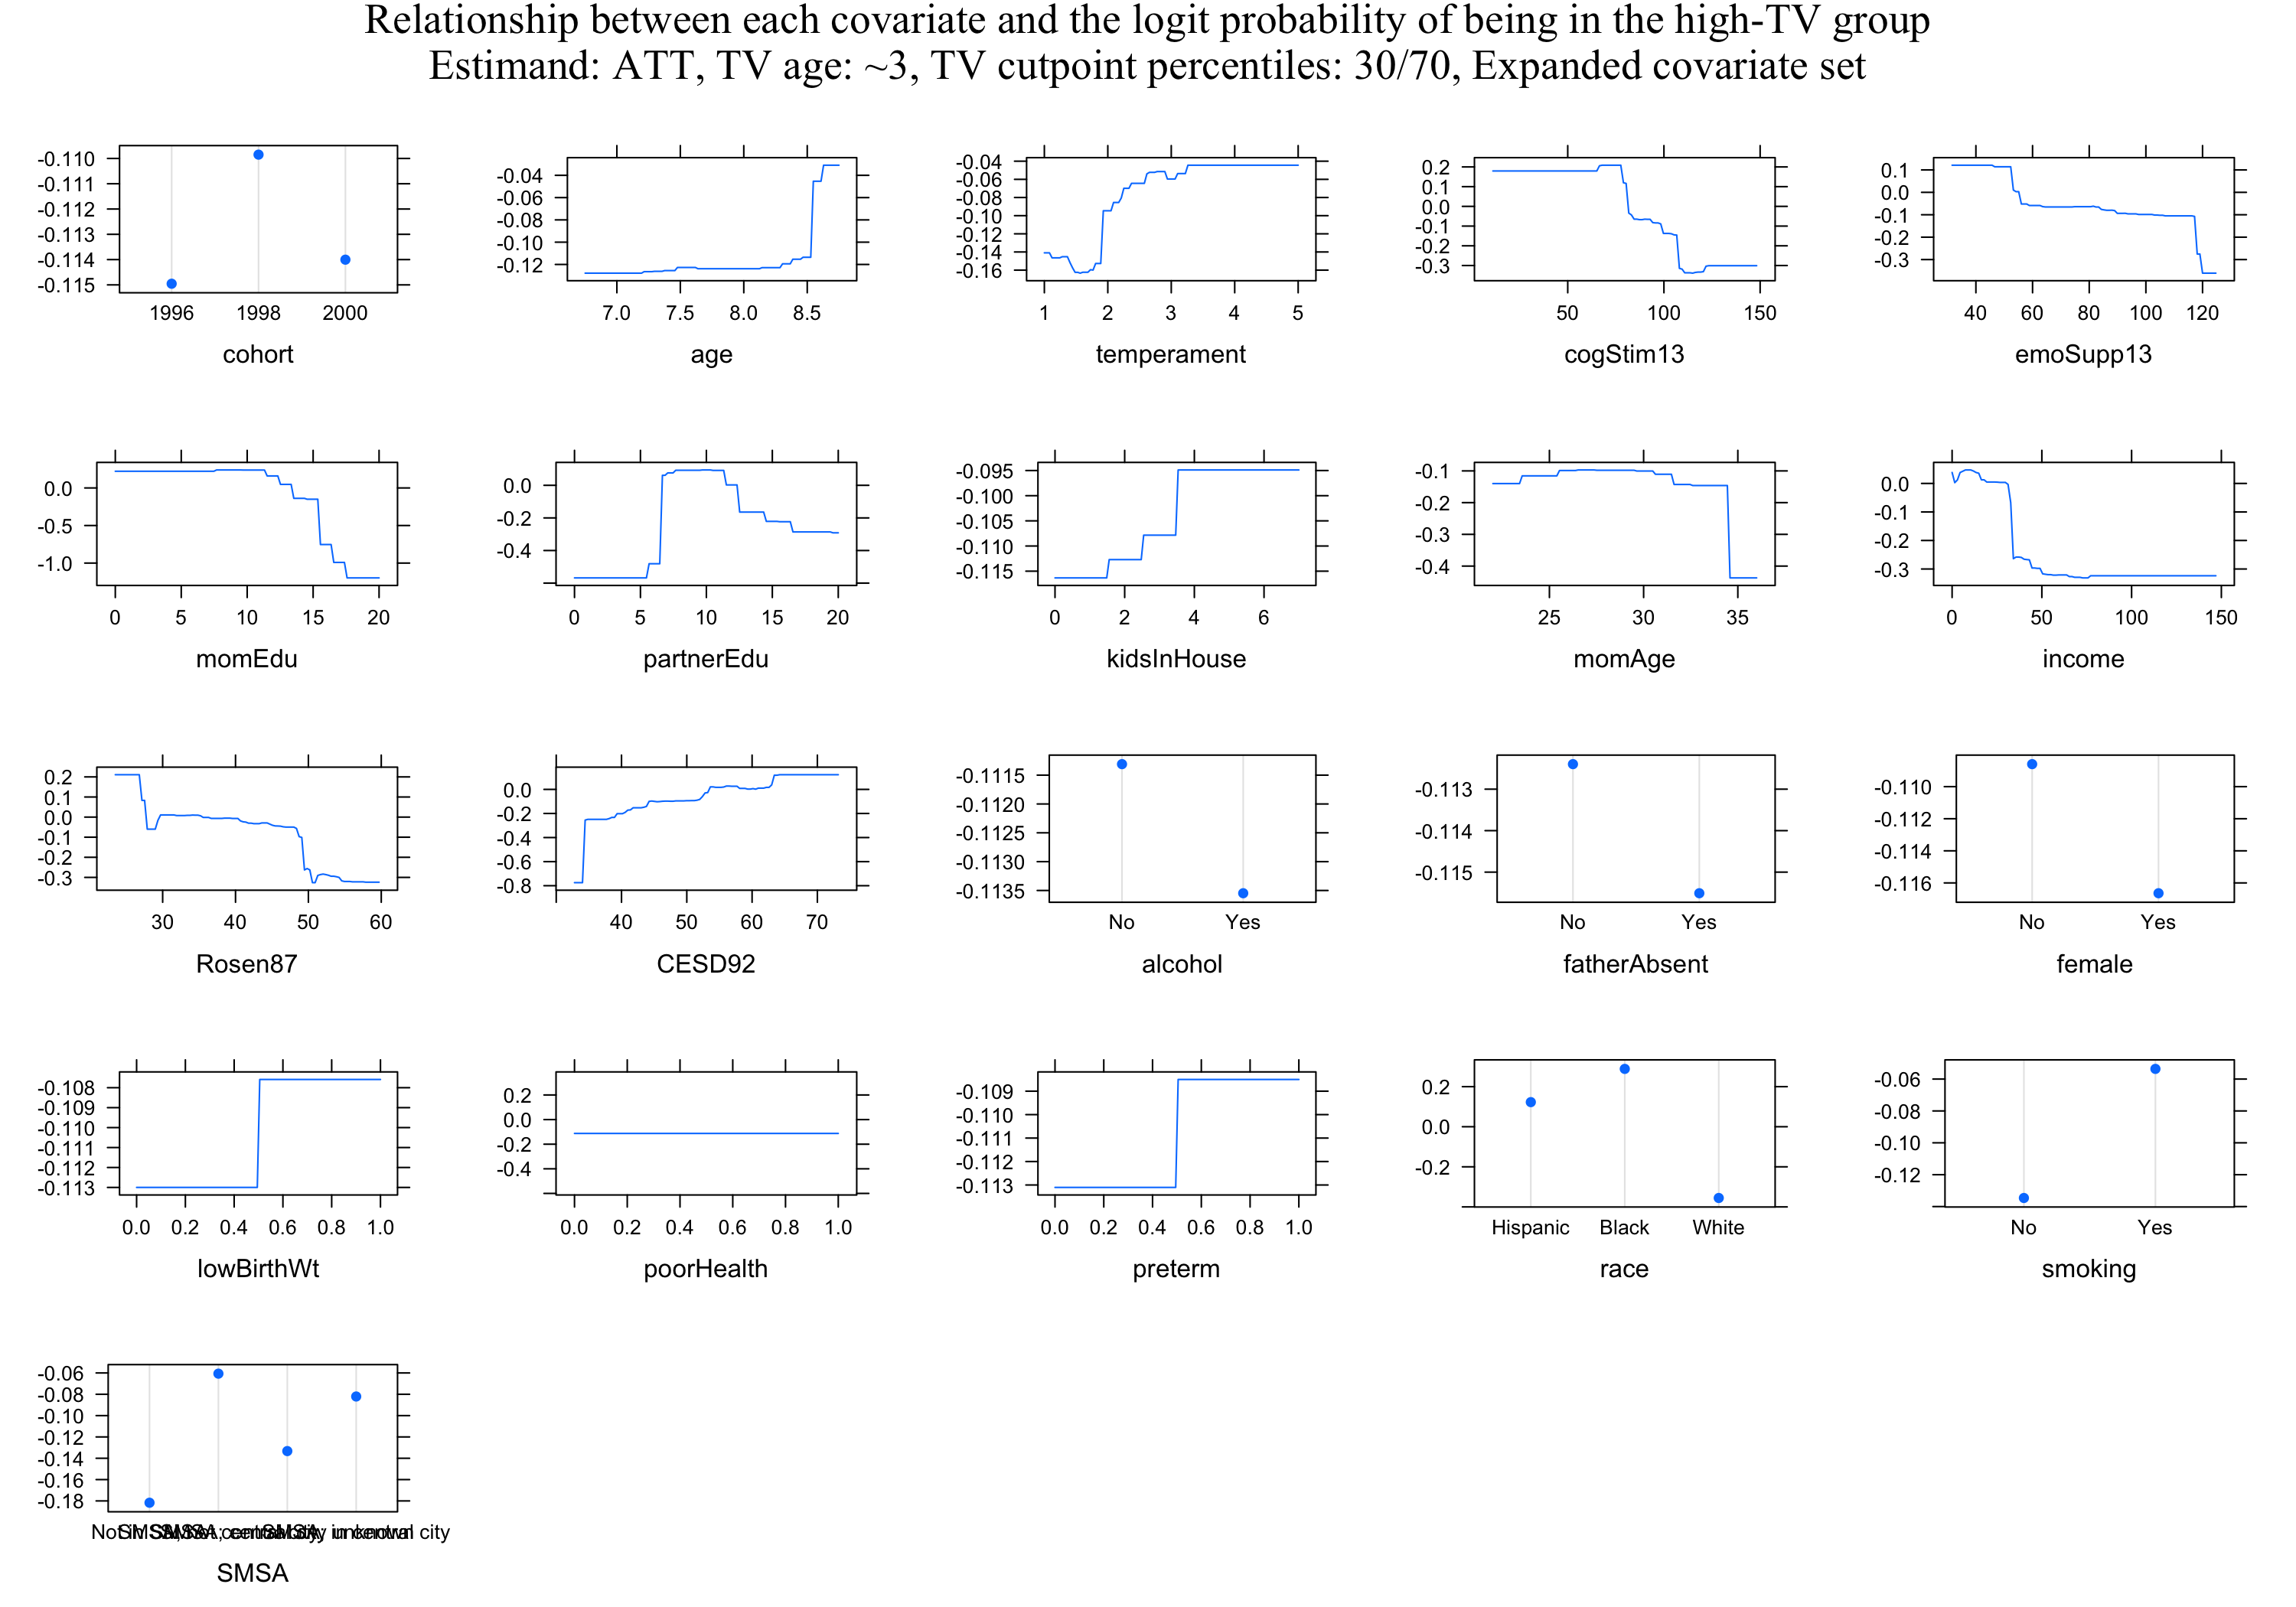 Relationship between each covariate and the logit probability of being in the high-TV group
Estimand: ATT, TV age: ~3, TV cutpoint percentiles: 30/70, Expanded covariate set
-0.110
-0.111
-0.112
-0.113
-0.114
-0.115
1996 1998 2000
cohort
-0.04
-0.06
-0.08
-0.10
-0.12
7.0 7.5 8.0 8.5
age
-0.04
-0.06
-0.08
-0.10
-0.12
-0.14
-0.16
1 2 3 4 5
temperament
0.2
0.1
0.0
-0.1
-0.2
-0.3
50 100 150
cogStim13
0.1
0.0
-0.1
-0.2
-0.3
40 60 80 100 120
emoSupp13
0.0
-0.5
-1.0
0 5 10 15 20
momEdu
0.0
-0.2
-0.4
0 5 10 15 20
partnerEdu
-0.095
-0.100
-0.105
-0.110
-0.115
0 2 4 6
kidsInHouse
-0.1
-0.2
-0.3
-0.4
25 30 35
momAge
0.0
-0.1
-0.2
-0.3
0 50 100 150
income
0.2
0.1
0.0
-0.1
-0.2
-0.3
30 40 50 60
Rosen87
0.0
-0.2
-0.4
-0.6
-0.8
40 50 60 70
CESD92
-0.1115
-0.1120
-0.1125
-0.1130
-0.1135
No Yes
alcohol
-0.113
-0.114
-0.115
No Yes
fatherAbsent
-0.110
-0.112
-0.114
-0.116
No Yes
female
-0.108
-0.109
-0.110
-0.111
-0.112
-0.113
0.0 0.2 0.4 0.6 0.8 1.0
lowBirthWt
0.2
0.0
-0.2
-0.4
0.0 0.2 0.4 0.6 0.8 1.0
poorHealth
-0.109
-0.110
-0.111
-0.112
-0.113
0.0 0.2 0.4 0.6 0.8 1.0
preterm
0.2
0.0
-0.2
Hispanic Black White
race
-0.06
-0.08
-0.10
-0.12
No Yes
smoking
-0.06
-0.08
-0.10
-0.12
-0.14
-0.16
-0.18
SMSA